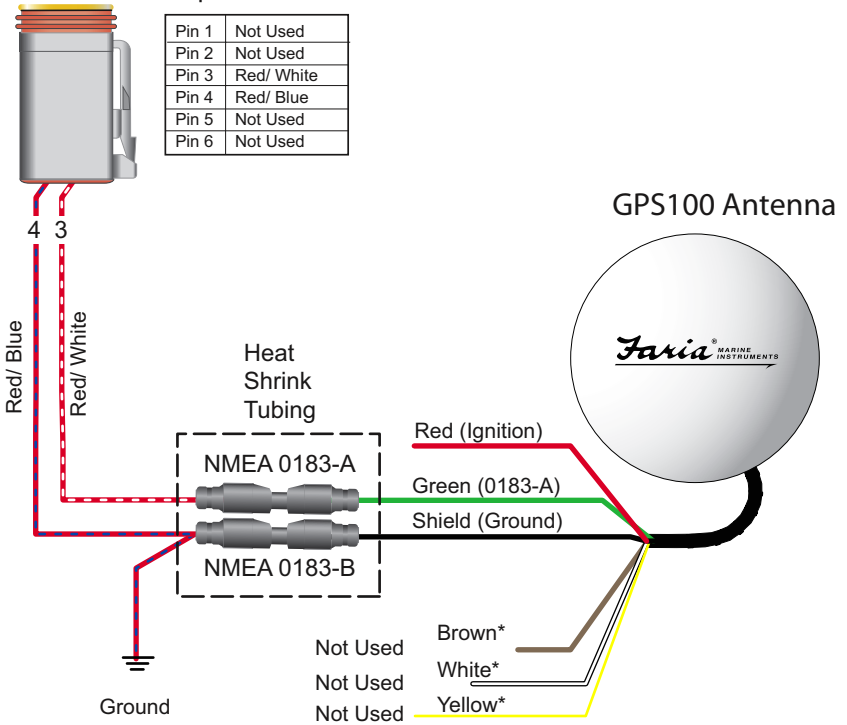 Pin 1 Not Used
Pin 2 Not Used
Pin 3 Red/ White
Pin 4 Red/ Blue
Pin 5 Not Used
Pin 6 Not Used
GPS100 Antenna
4 3
Red/ Blue
Red/ White
Faria® MARINE INSTRUMENTS
Heat
Shrink
Tubing
Red (Ignition)
NMEA 0183-A
Green (0183-A)
Shield (Ground)
NMEA 0183-B
Not Used Brown*
Not Used White*
Not Used Yellow*
Ground